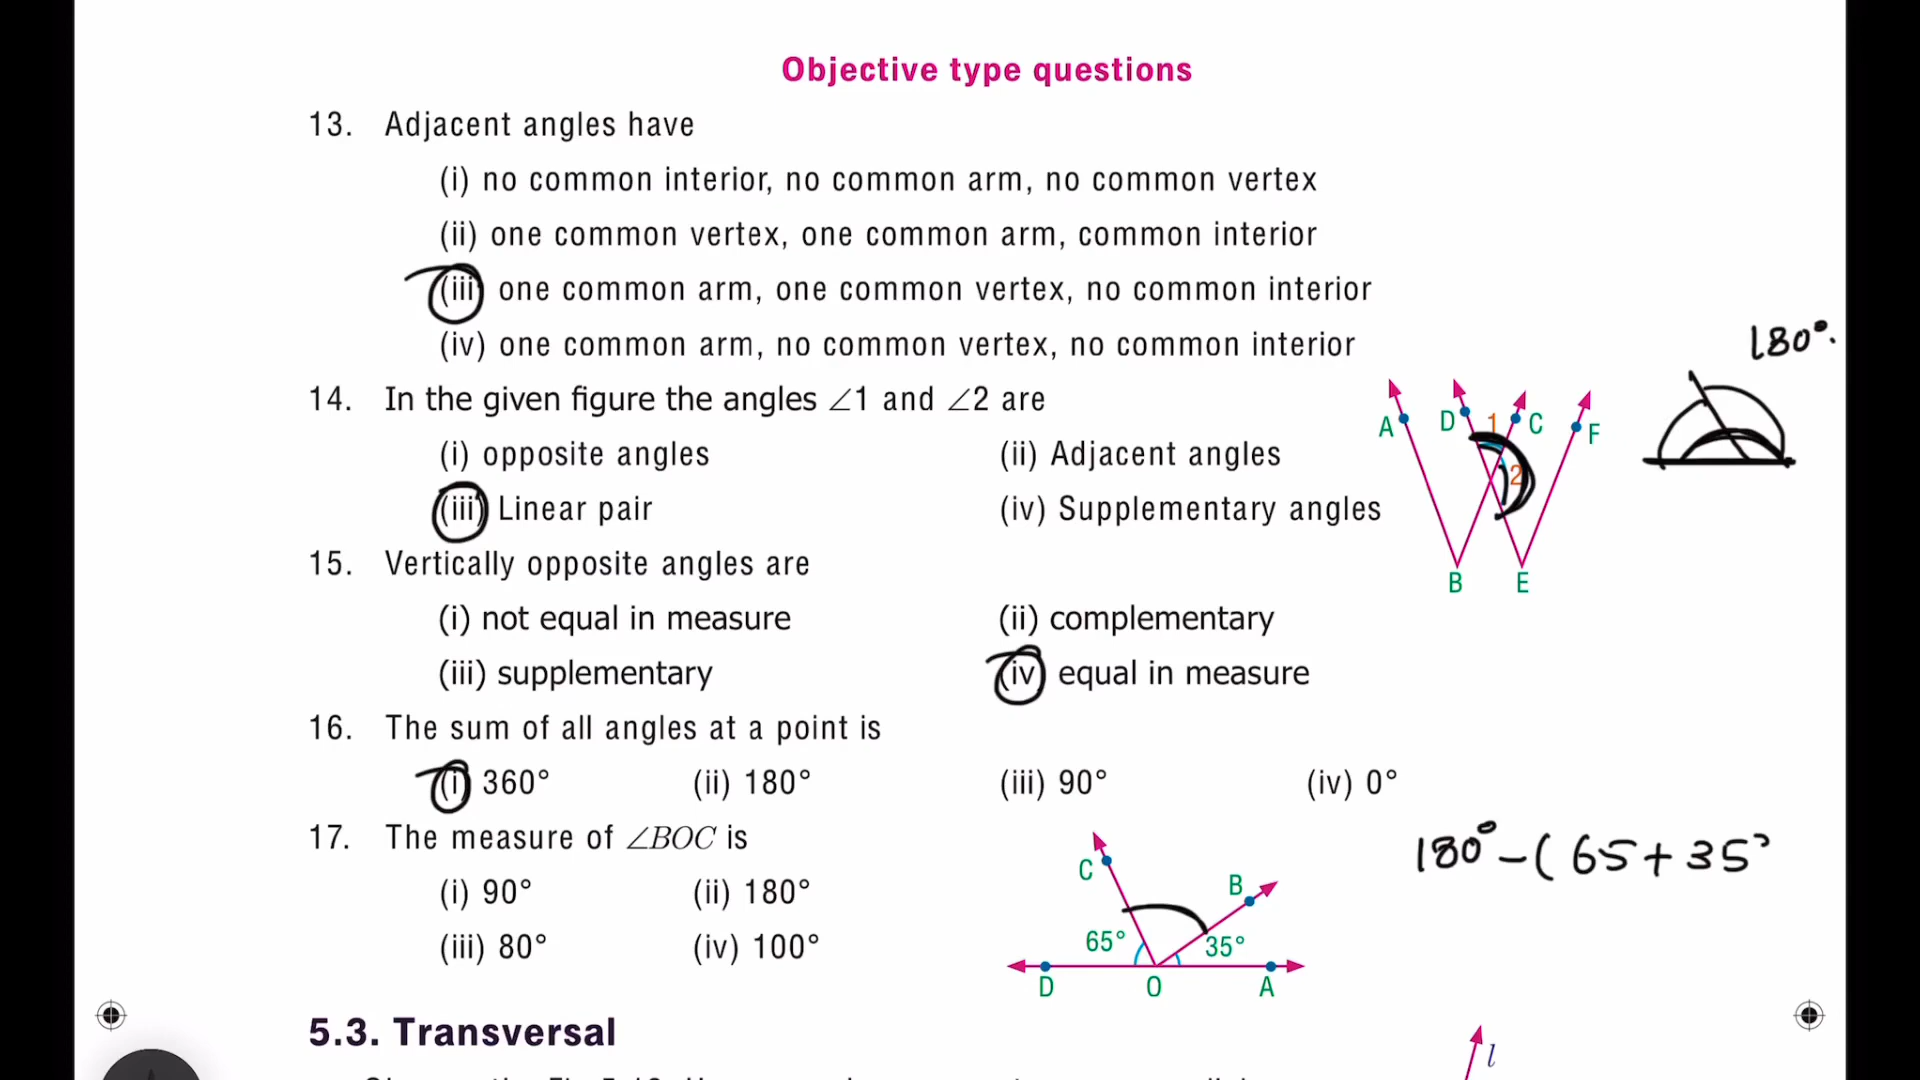 Objective type questions
13. Adjacent angles have
(i) no common interior, no common arm, no common vertex
(ii) one common vertex, one common arm, common interior
(iii) one common arm, one common vertex, no common interior
(iv) one common arm, no common vertex, no common interior
180°.
14. In the given figure the angles ∠1 and ∠2 are
(i) opposite angles (ii) Adjacent angles
(iii) Linear pair (iv) Supplementary angles
A D 1 C F
2
B E
15. Vertically opposite angles are
(i) not equal in measure (ii) complementary
(iii) supplementary (iv) equal in measure
16. The sum of all angles at a point is
(i) 360° (ii) 180° (iii) 90° (iv) 0°
17. The measure of ∠BOC is
(i) 90° (ii) 180°
(iii) 80° (iv) 100°
C B
65° 35°
D O A
180° - ( 65 + 35
5.3. Transversal
l